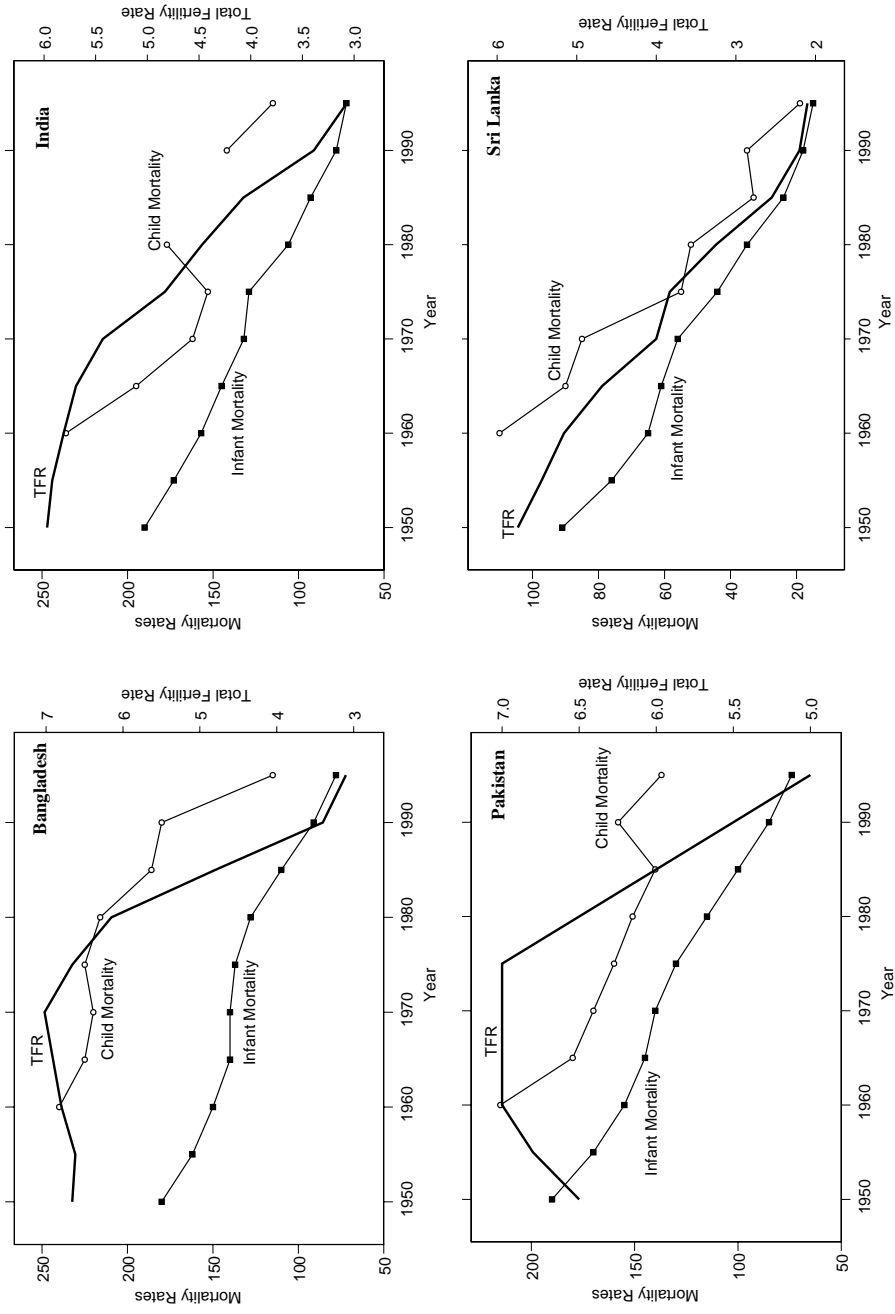 Bangladesh
Mortality Rates
250
200
150
100
50
TFR
Child Mortality
Infant Mortality
1950
1960
1970
1980
1990
Year
Total Fertility Rate
7
6
5
4
3
India
Mortality Rates
250
200
150
100
50
TFR
Child Mortality
Infant Mortality
1950
1960
1970
1980
1990
Year
Total Fertility Rate
6.0
5.5
5.0
4.5
4.0
3.5
3.0
Pakistan
Mortality Rates
200
150
100
50
TFR
Child Mortality
Infant Mortality
1950
1960
1970
1980
1990
Year
Total Fertility Rate
7.0
6.5
6.0
5.5
5.0
Sri Lanka
Mortality Rates
100
80
60
40
20
TFR
Child Mortality
Infant Mortality
1950
1960
1970
1980
1990
Year
Total Fertility Rate
6
5
4
3
2